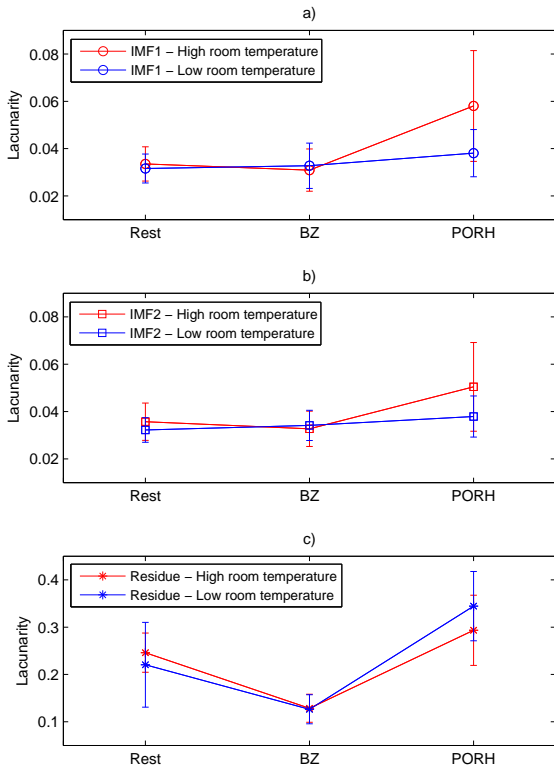 a)
0.08
0.06
0.04
0.02
Lacunarity
IMF1 – High room temperature
IMF1 – Low room temperature
Rest BZ PORH
b)
0.08
0.06
0.04
0.02
Lacunarity
IMF2 – High room temperature
IMF2 – Low room temperature
Rest BZ PORH
c)
0.4
0.3
0.2
0.1
Lacunarity
Residue – High room temperature
Residue – Low room temperature
Rest BZ PORH